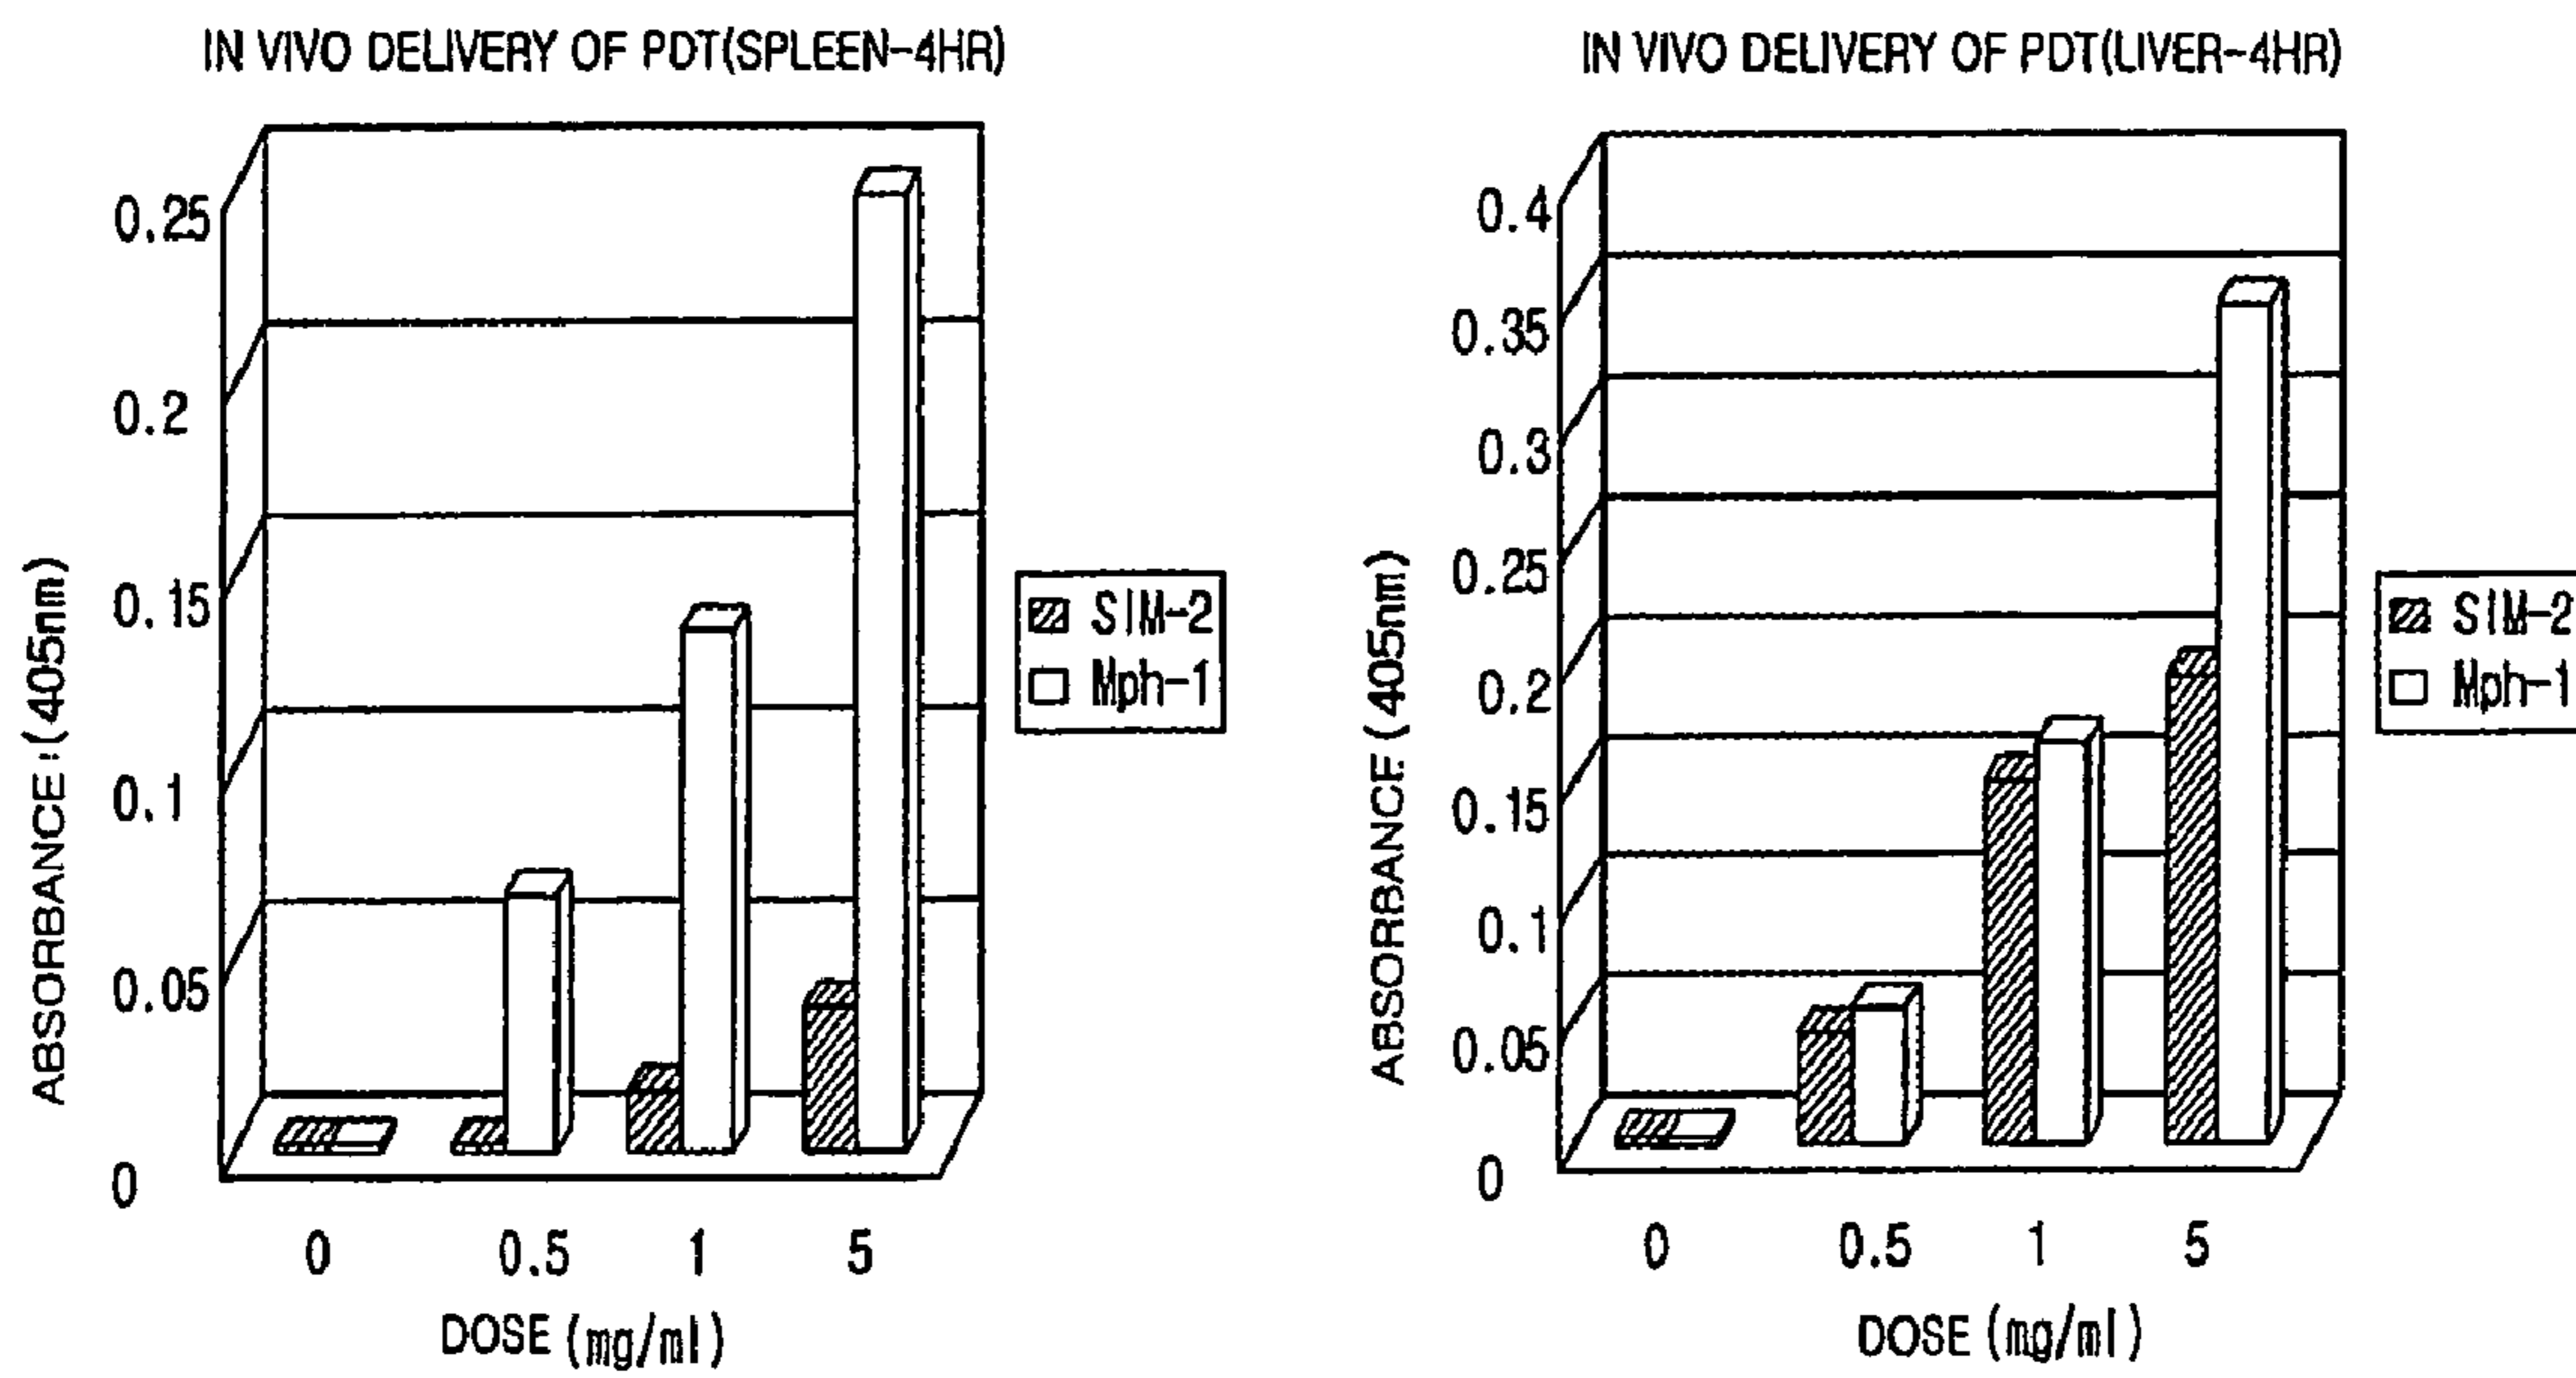 IN VIVO DELIVERY OF PDT(SPLEEN-4HR)
ABSORBANCE:(405nm)
0.25
0.2
0.15
0.1
0.05
0
0 0.5 1 5
DOSE (mg/ml)
SIM-2
Mph-1
IN VIVO DELIVERY OF PDT(LIVER-4HR)
ABSORBANCE (405nm)
0.4
0.35
0.3
0.25
0.2
0.15
0.1
0.05
0
0 0.5 1 5
DOSE (mg/ml)
SIM-2
Mph-1